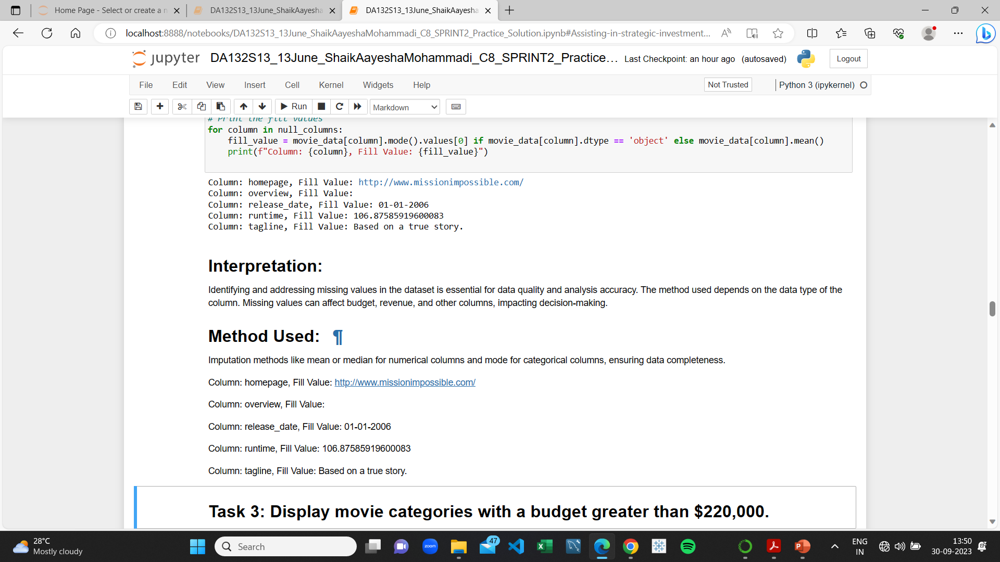 Home Page - Select or create a n
DA132S13_13June_ShaikAayesha
DA132S13_13June_ShaikAayesha
localhost:8888/notebooks/DA132S13_13June_ShaikAayeshaMohammadi_C8_SPRINT2_Practice_Solution.ipynb#Assisting-in-strategic-investment...
jupyter DA132S13_13June_ShaikAayeshaMohammadi_C8_SPRINT2_Practice... Last Checkpoint: an hour ago (autosaved) Logout
File Edit View Insert Cell Kernel Widgets Help Not Trusted Python 3 (ipykernel)
Run Markdown
# Print the fill values
for column in null_columns:
    fill_value = movie_data[column].mode().values[0] if movie_data[column].dtype == 'object' else movie_data[column].mean()
    print(f"Column: {column}, Fill Value: {fill_value}")
Column: homepage, Fill Value: http://www.missionimpossible.com/
Column: overview, Fill Value:
Column: release_date, Fill Value: 01-01-2006
Column: runtime, Fill Value: 106.87585919600083
Column: tagline, Fill Value: Based on a true story.
Interpretation:
Identifying and addressing missing values in the dataset is essential for data quality and analysis accuracy. The method used depends on the data type of the
column. Missing values can affect budget, revenue, and other columns, impacting decision-making.
Method Used: ¶
Imputation methods like mean or median for numerical columns and mode for categorical columns, ensuring data completeness.
Column: homepage, Fill Value: http://www.missionimpossible.com/
Column: overview, Fill Value:
Column: release_date, Fill Value: 01-01-2006
Column: runtime, Fill Value: 106.87585919600083
Column: tagline, Fill Value: Based on a true story.
Task 3: Display movie categories with a budget greater than $220,000.
28°C
Mostly cloudy
Search
zoom
47
ENG
IN
13:50
30-09-2023